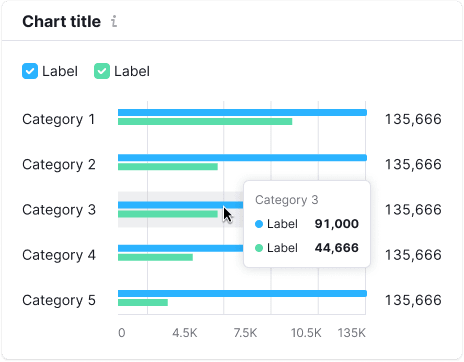 Chart title i
Label Label
Category 1 135,666
Category 2 135,666
Category 3 135,666
Category 3
Label 91,000
Label 44,666
Category 4 135,666
Category 5 135,666
0 4.5K 7.5K 10.5K 135K